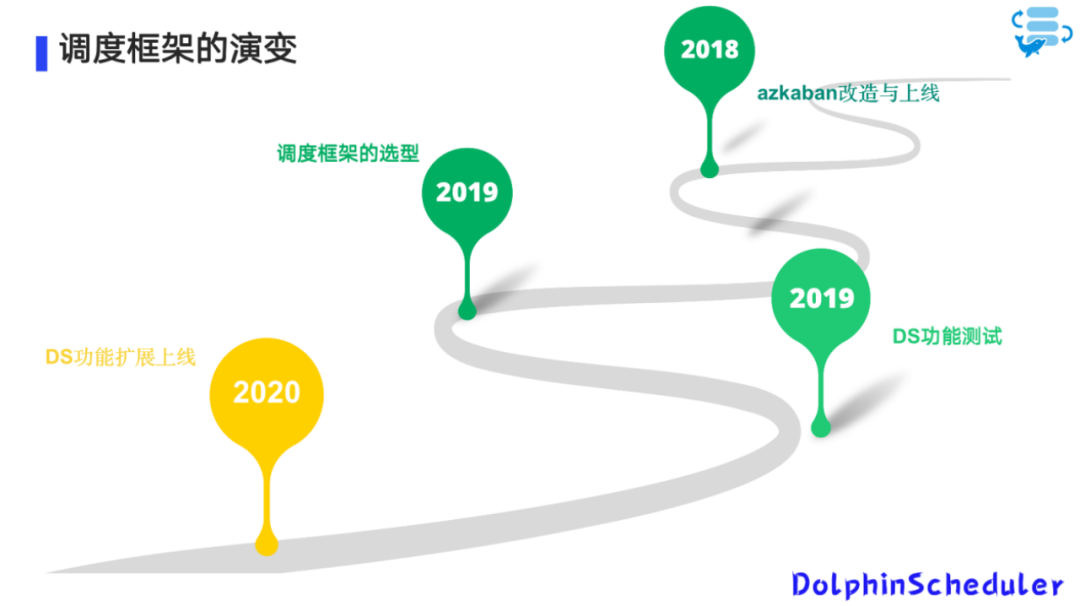 调度框架的演变
2018
azkaban改造与上线
调度框架的选型
2019
2019
DS功能测试
DS功能扩展上线
2020
DolphinScheduler